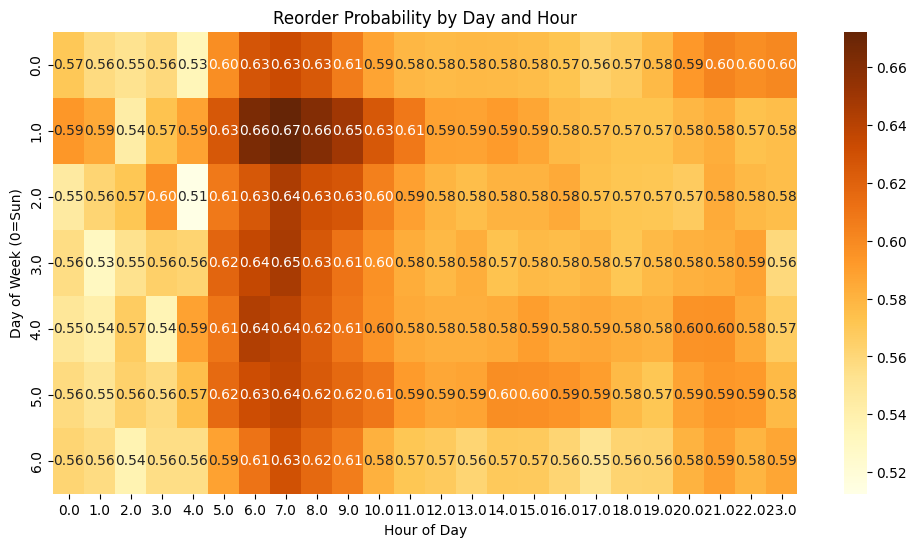 Reorder Probability by Day and Hour
0.0 0.57 0.56 0.55 0.56 0.53 0.60 0.63 0.63 0.63 0.61 0.59 0.58 0.58 0.58 0.58 0.58 0.57 0.56 0.57 0.58 0.59 0.60 0.60 0.60
1.0 0.59 0.59 0.54 0.57 0.59 0.63 0.66 0.67 0.66 0.65 0.63 0.61 0.59 0.59 0.59 0.59 0.58 0.57 0.57 0.57 0.58 0.58 0.57 0.58
2.0 0.55 0.56 0.57 0.60 0.51 0.61 0.63 0.64 0.63 0.63 0.60 0.59 0.58 0.58 0.58 0.58 0.58 0.57 0.57 0.57 0.57 0.58 0.58 0.58
3.0 0.56 0.53 0.55 0.56 0.56 0.62 0.64 0.65 0.63 0.61 0.60 0.58 0.58 0.58 0.57 0.58 0.58 0.58 0.57 0.58 0.58 0.58 0.59 0.56
4.0 0.55 0.54 0.57 0.54 0.59 0.61 0.64 0.64 0.62 0.61 0.60 0.58 0.58 0.58 0.58 0.59 0.58 0.59 0.58 0.58 0.60 0.60 0.58 0.57
5.0 0.56 0.55 0.56 0.56 0.57 0.62 0.63 0.64 0.62 0.62 0.61 0.59 0.59 0.59 0.60 0.60 0.59 0.59 0.58 0.57 0.59 0.59 0.59 0.58
6.0 0.56 0.56 0.54 0.56 0.56 0.59 0.61 0.63 0.62 0.61 0.58 0.57 0.57 0.56 0.57 0.57 0.56 0.55 0.56 0.56 0.58 0.59 0.58 0.59
0.0 1.0 2.0 3.0 4.0 5.0 6.0 7.0 8.0 9.0 10.0 11.0 12.0 13.0 14.0 15.0 16.0 17.0 18.0 19.0 20.0 21.0 22.0 23.0
Hour of Day
Day of Week (0=Sun)
0.66
0.64
0.62
0.60
0.58
0.56
0.54
0.52